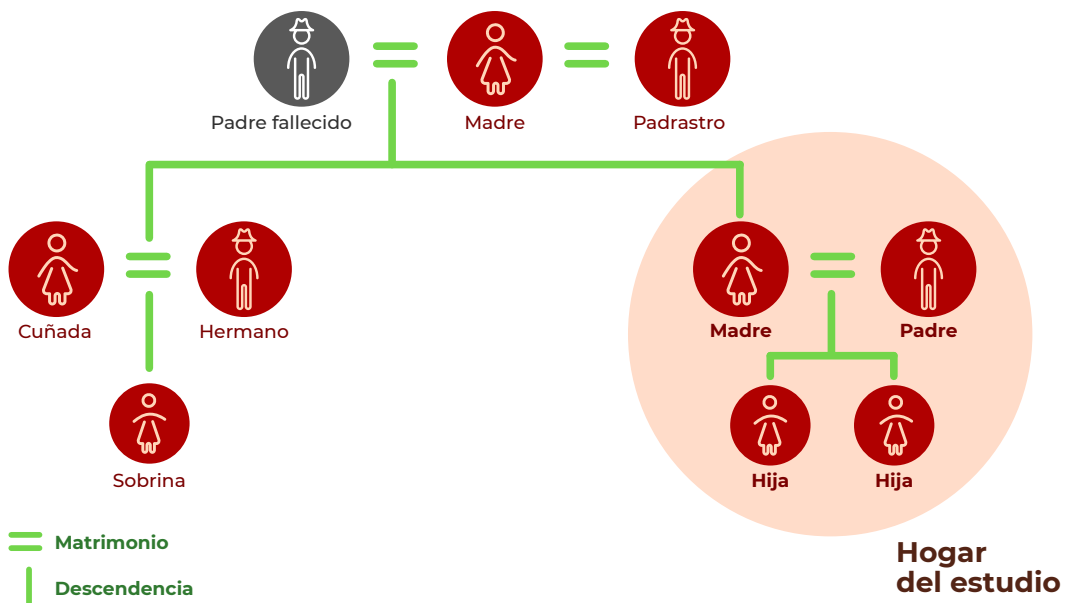 Padre fallecido
Madre
Padrastro
Cuñada
Hermano
Madre
Padre
Sobrina
Hija
Hija
Matrimonio
Descendencia
Hogar
del estudio